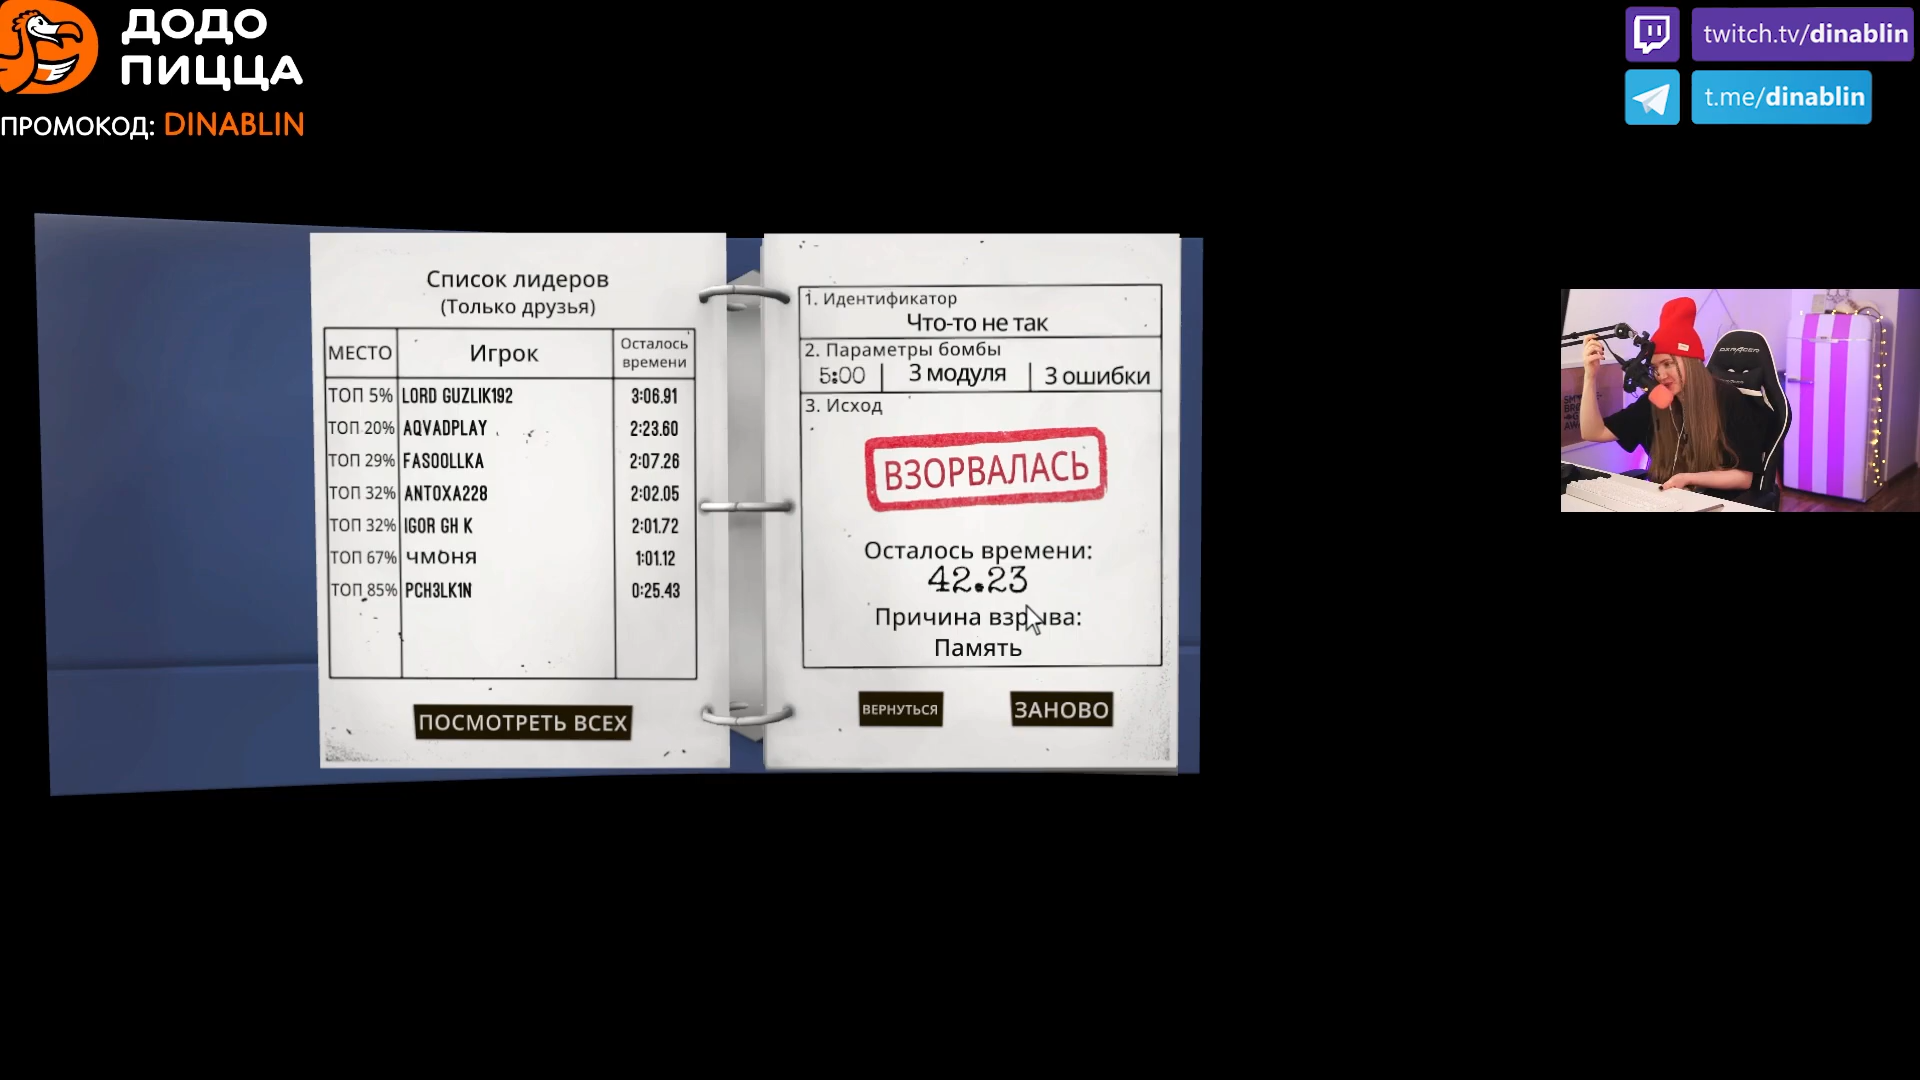 ДОДО
ПИЦЦА
ПРОМОКОД: DINABLIN
twitch.tv/dinablin
t.me/dinablin
Список лидеров
(Только друзья)
МЕСТО Игрок Осталось времени
ТОП 5% LORD GUZLIK192 3:06.91
ТОП 20% AQVADPLAY 2:23.60
ТОП 29% FASOOLLKA 2:07.26
ТОП 32% ANTOXA228 2:02.05
ТОП 32% IGOR GH K 2:01.72
ТОП 67% чмоня 1:01.12
ТОП 85% PCH3LK1N 0:25.43
ПОСМОТРЕТЬ ВСЕХ
1. Идентификатор
Что-то не так
2. Параметры бомбы
5:00 3 модуля 3 ошибки
3. Исход
ВЗОРВАЛАСЬ
Осталось времени:
42.23
Причина взрыва:
Память
ВЕРНУТЬСЯ ЗАНОВО